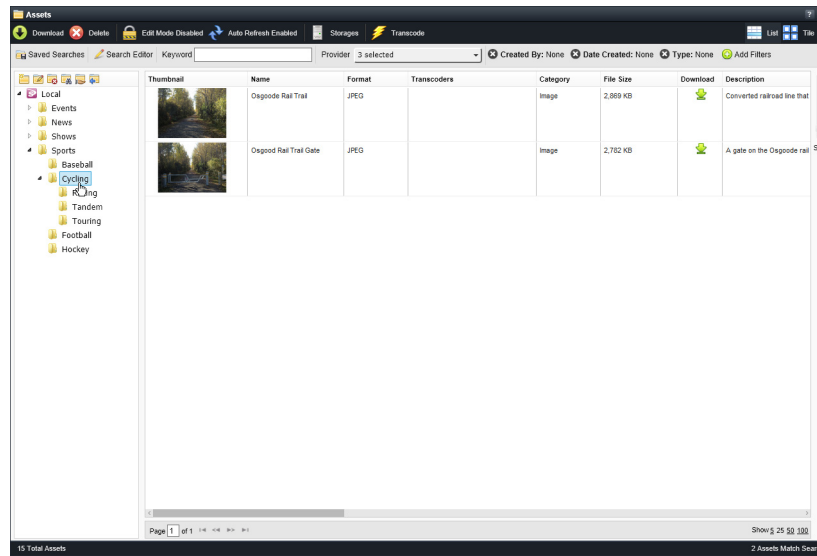 Assets ?
Download Delete Edit Mode Disabled Auto Refresh Enabled Storages Transcode List Tile
Saved Searches Search Editor Keyword Provider 3 selected Created By: None Date Created: None Type: None Add Filters
Thumbnail Name Format Transcoders Category File Size Download Description
Local
Events
News
Shows
Sports
Baseball
Cycling
Tandem
Touring
Football
Hockey
Osgoode Rail Trail JPEG Image 2,869 KB Converted railroad line that
Osgood Rail Trail Gate JPEG Image 2,782 KB A gate on the Osgoode rail
S
Page 1 of 1 Show 5 25 50 100
15 Total Assets 2 Assets Match Sear